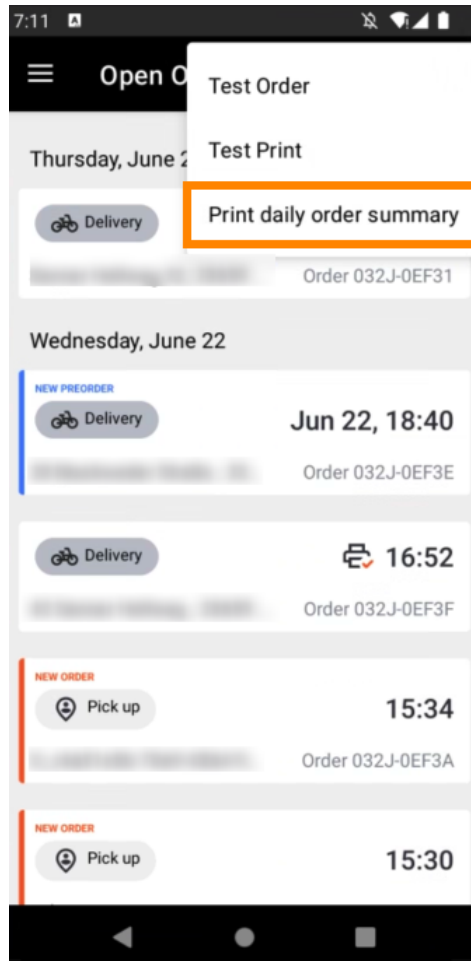 7:11
Open O
Test Order
Test Print
Print daily order summary
Thursday, June 2
Delivery
Order 032J-0EF31
Wednesday, June 22
NEW PREORDER
Delivery
Jun 22, 18:40
Order 032J-0EF3E
Delivery
16:52
Order 032J-0EF3F
NEW ORDER
Pick up
15:34
Order 032J-0EF3A
NEW ORDER
Pick up
15:30